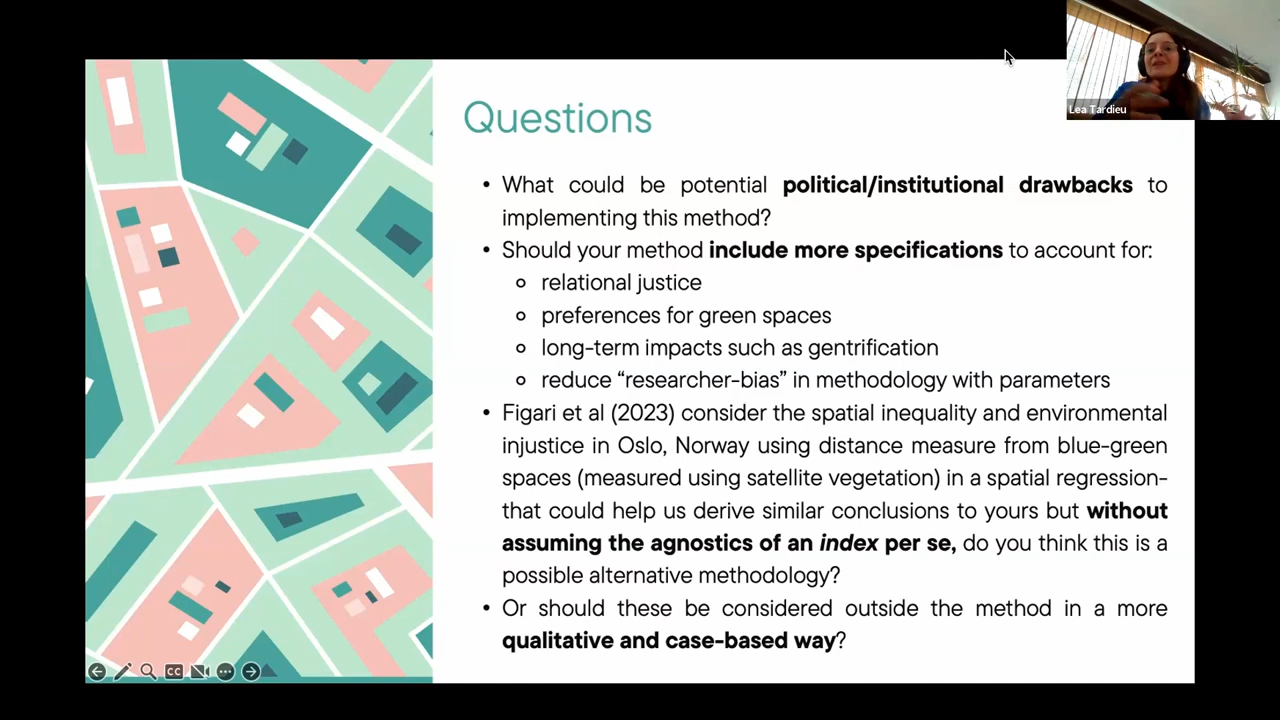 Lea Tardieu
Questions
• What could be potential political/institutional drawbacks to
implementing this method?
• Should your method include more specifications to account for:
o relational justice
o preferences for green spaces
o long-term impacts such as gentrification
o reduce “researcher-bias” in methodology with parameters
• Figari et al (2023) consider the spatial inequality and environmental
injustice in Oslo, Norway using distance measure from blue-green
spaces (measured using satellite vegetation) in a spatial regression-
that could help us derive similar conclusions to yours but without
assuming the agnostics of an index per se, do you think this is a
possible alternative methodology?
• Or should these be considered outside the method in a more
qualitative and case-based way?
CC